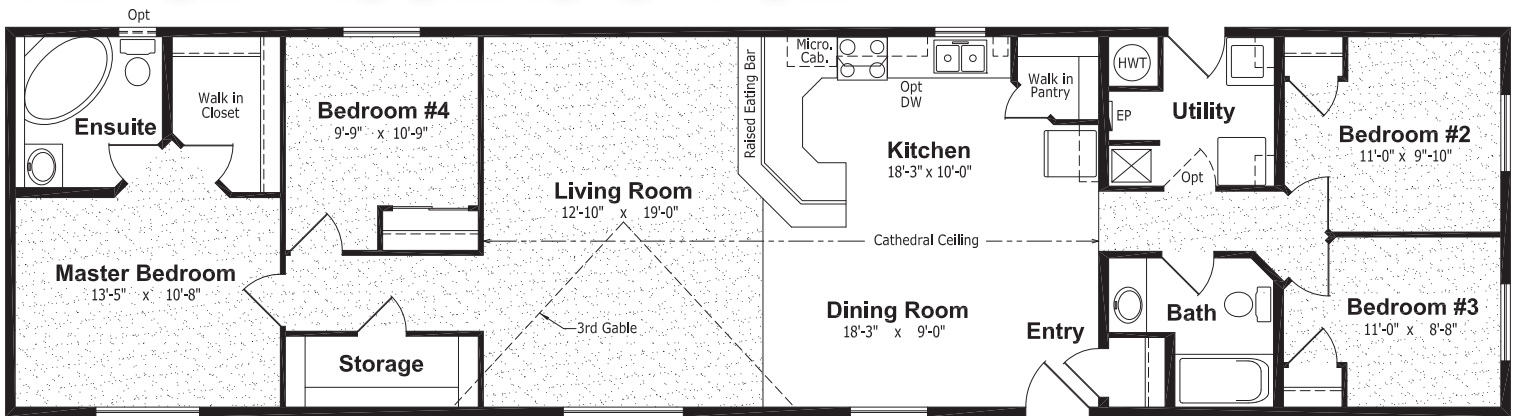 Opt
Ensuite
Walk in
Closet
Bedroom #4
9'-9" x 10'-9"
Master Bedroom
13'-5" x 10'-8"
Storage
Living Room
12'-10" x 19'-0"
3rd Gable
Raised Eating Bar
Micro.
Cab.
Opt
DW
Kitchen
18'-3" x 10'-0"
Walk in
Pantry
Cathedral Ceiling
Dining Room
18'-3" x 9'-0"
Entry
HWT
EP
Utility
Opt
Bath
Bedroom #2
11'-0" x 9"-10"
Bedroom #3
11'-0" x 8'-8"